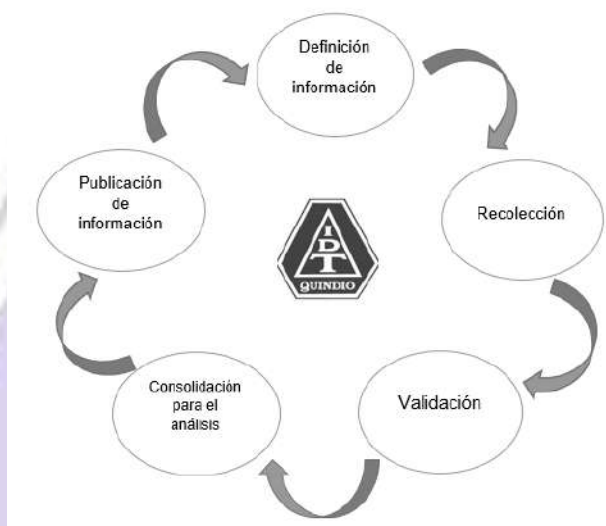 Definición
de
información
Recolección
Validación
Consolidación
para el
análisis
Publicación
de
información
IDT
QUINDIO